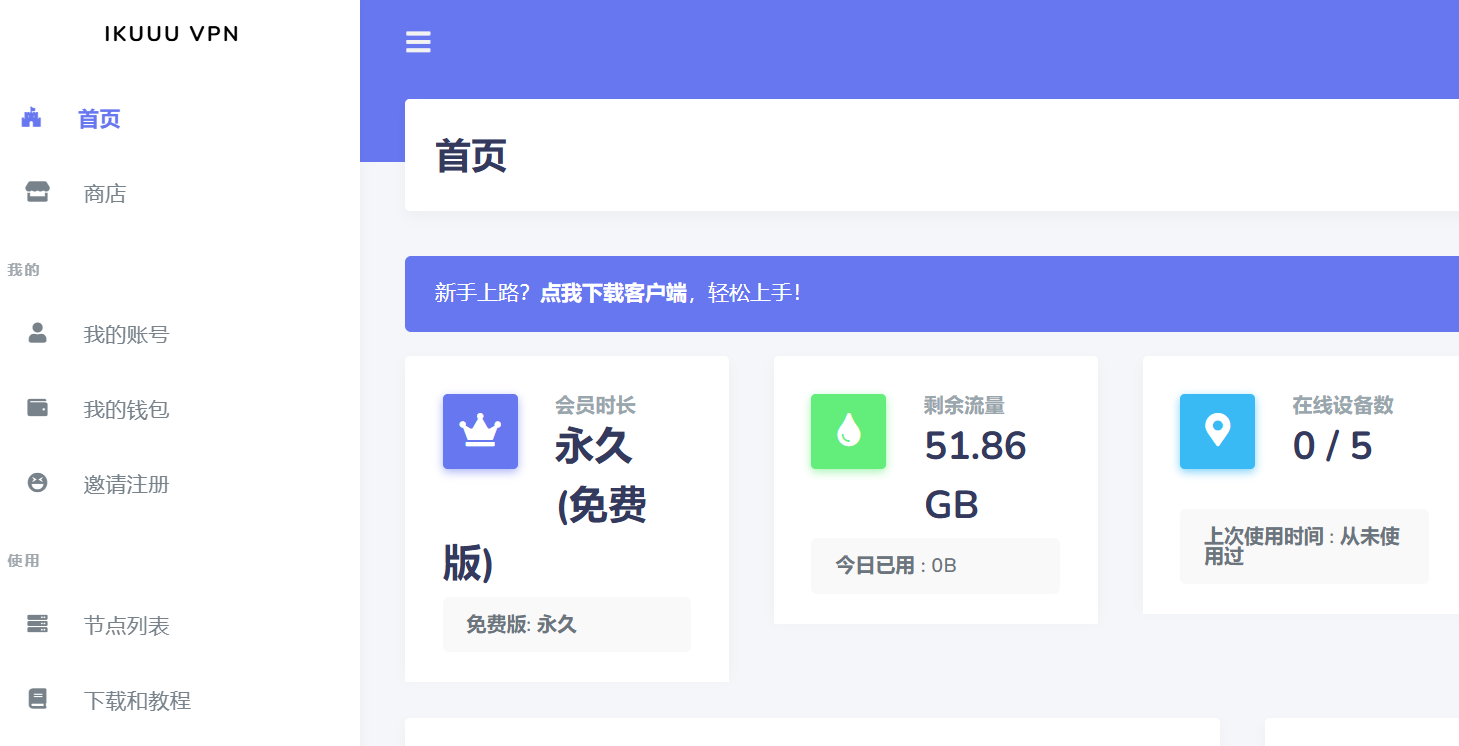 IKUUU VPN
首页
商店
我的
我的账号
我的钱包
邀请注册
使用
节点列表
下载和教程
首页
新手上路？点我下载客户端，轻松上手！
会员时长
永久
(免费
版)
免费版: 永久
剩余流量
51.86
GB
今日已用 : 0B
在线设备数
0 / 5
上次使用时间 : 从未使
用过